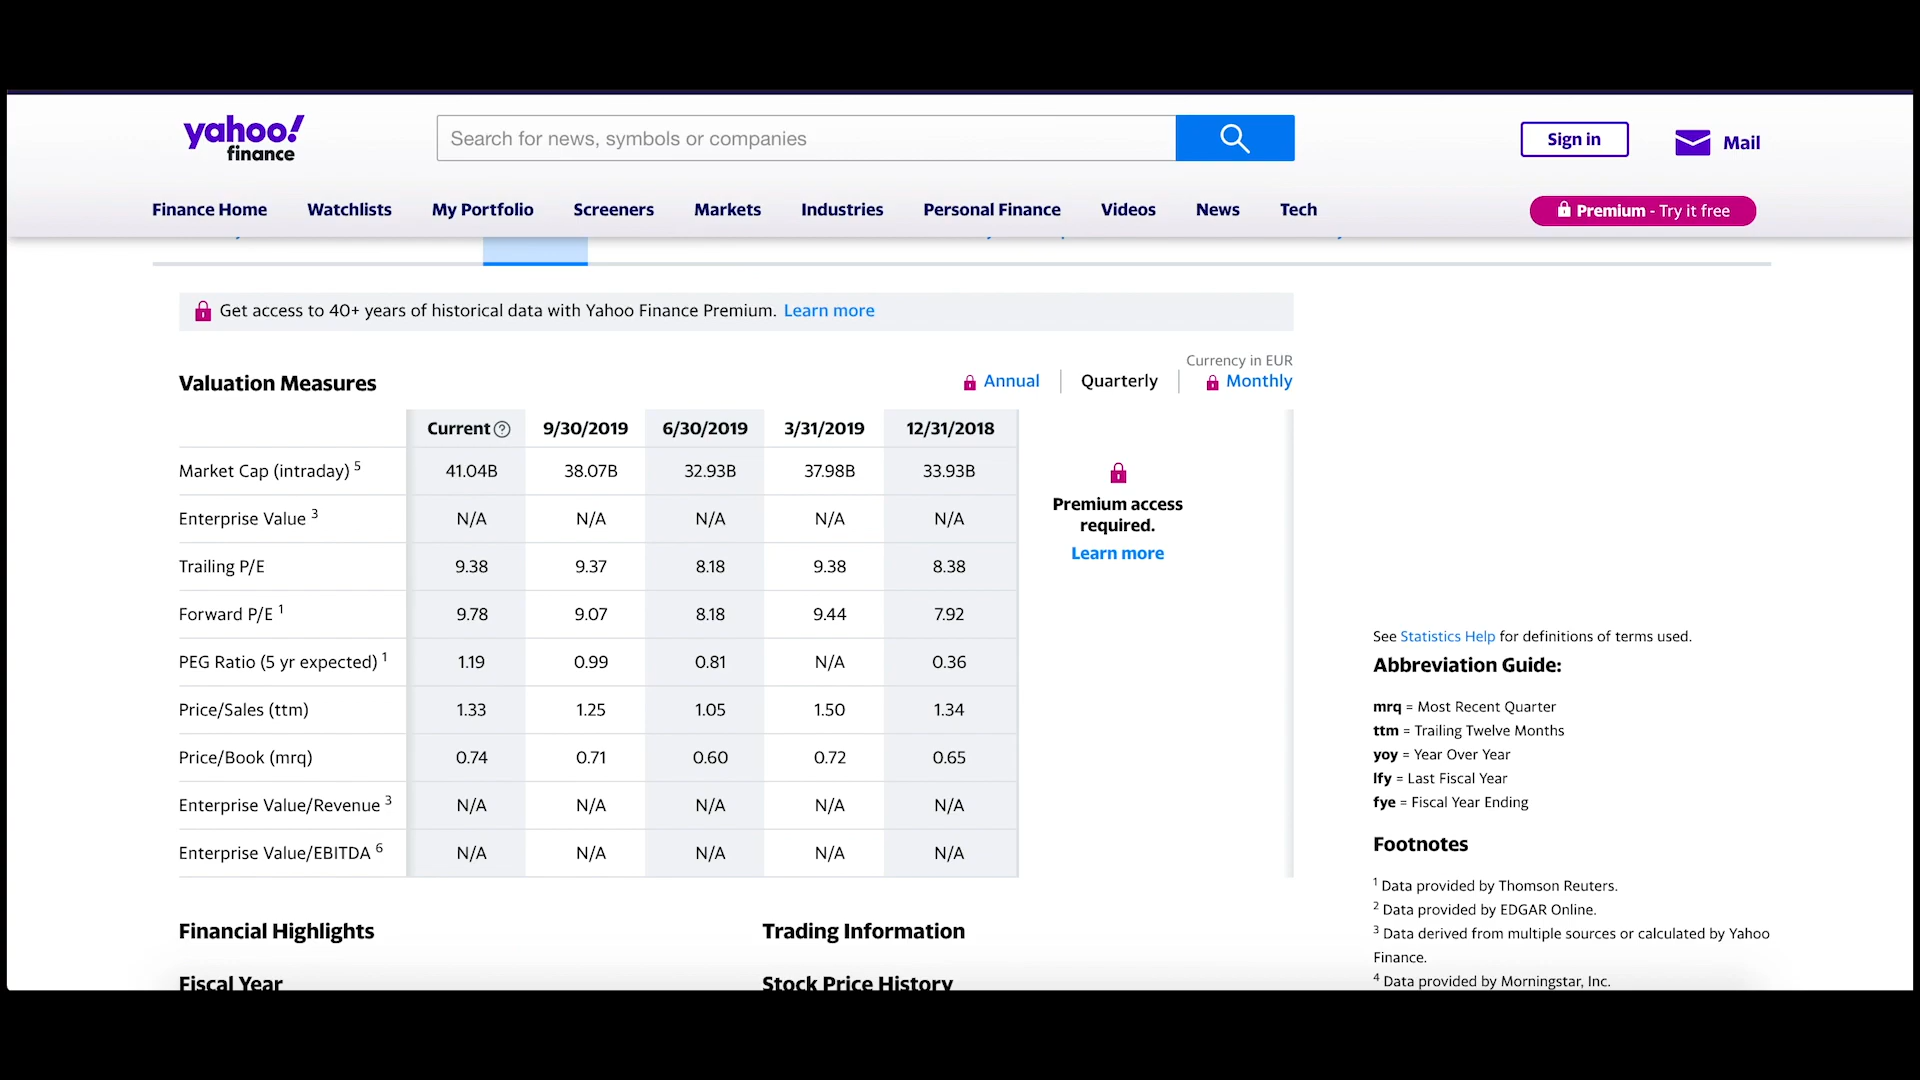 yahoo!
finance
Search for news, symbols or companies
Sign in
Mail
Finance Home Watchlists My Portfolio Screeners Markets Industries Personal Finance Videos News Tech
Premium - Try it free
Get access to 40+ years of historical data with Yahoo Finance Premium. Learn more
Currency in EUR
Valuation Measures
Annual Quarterly Monthly
Current 9/30/2019 6/30/2019 3/31/2019 12/31/2018
Market Cap (intraday) 5 41.04B 38.07B 32.93B 37.98B 33.93B
Enterprise Value 3 N/A N/A N/A N/A N/A
Trailing P/E 9.38 9.37 8.18 9.38 8.38
Forward P/E 1 9.78 9.07 8.18 9.44 7.92
PEG Ratio (5 yr expected) 1 1.19 0.99 0.81 N/A 0.36
Price/Sales (ttm) 1.33 1.25 1.05 1.50 1.34
Price/Book (mrq) 0.74 0.71 0.60 0.72 0.65
Enterprise Value/Revenue 3 N/A N/A N/A N/A N/A
Enterprise Value/EBITDA 6 N/A N/A N/A N/A N/A
Premium access
required.
Learn more
Financial Highlights
Fiscal Year
Trading Information
Stock Price History
See Statistics Help for definitions of terms used.
Abbreviation Guide:
mrq = Most Recent Quarter
ttm = Trailing Twelve Months
yoy = Year Over Year
lfy = Last Fiscal Year
fye = Fiscal Year Ending
Footnotes
1 Data provided by Thomson Reuters.
2 Data provided by EDGAR Online.
3 Data derived from multiple sources or calculated by Yahoo
Finance.
4 Data provided by Morningstar, Inc.